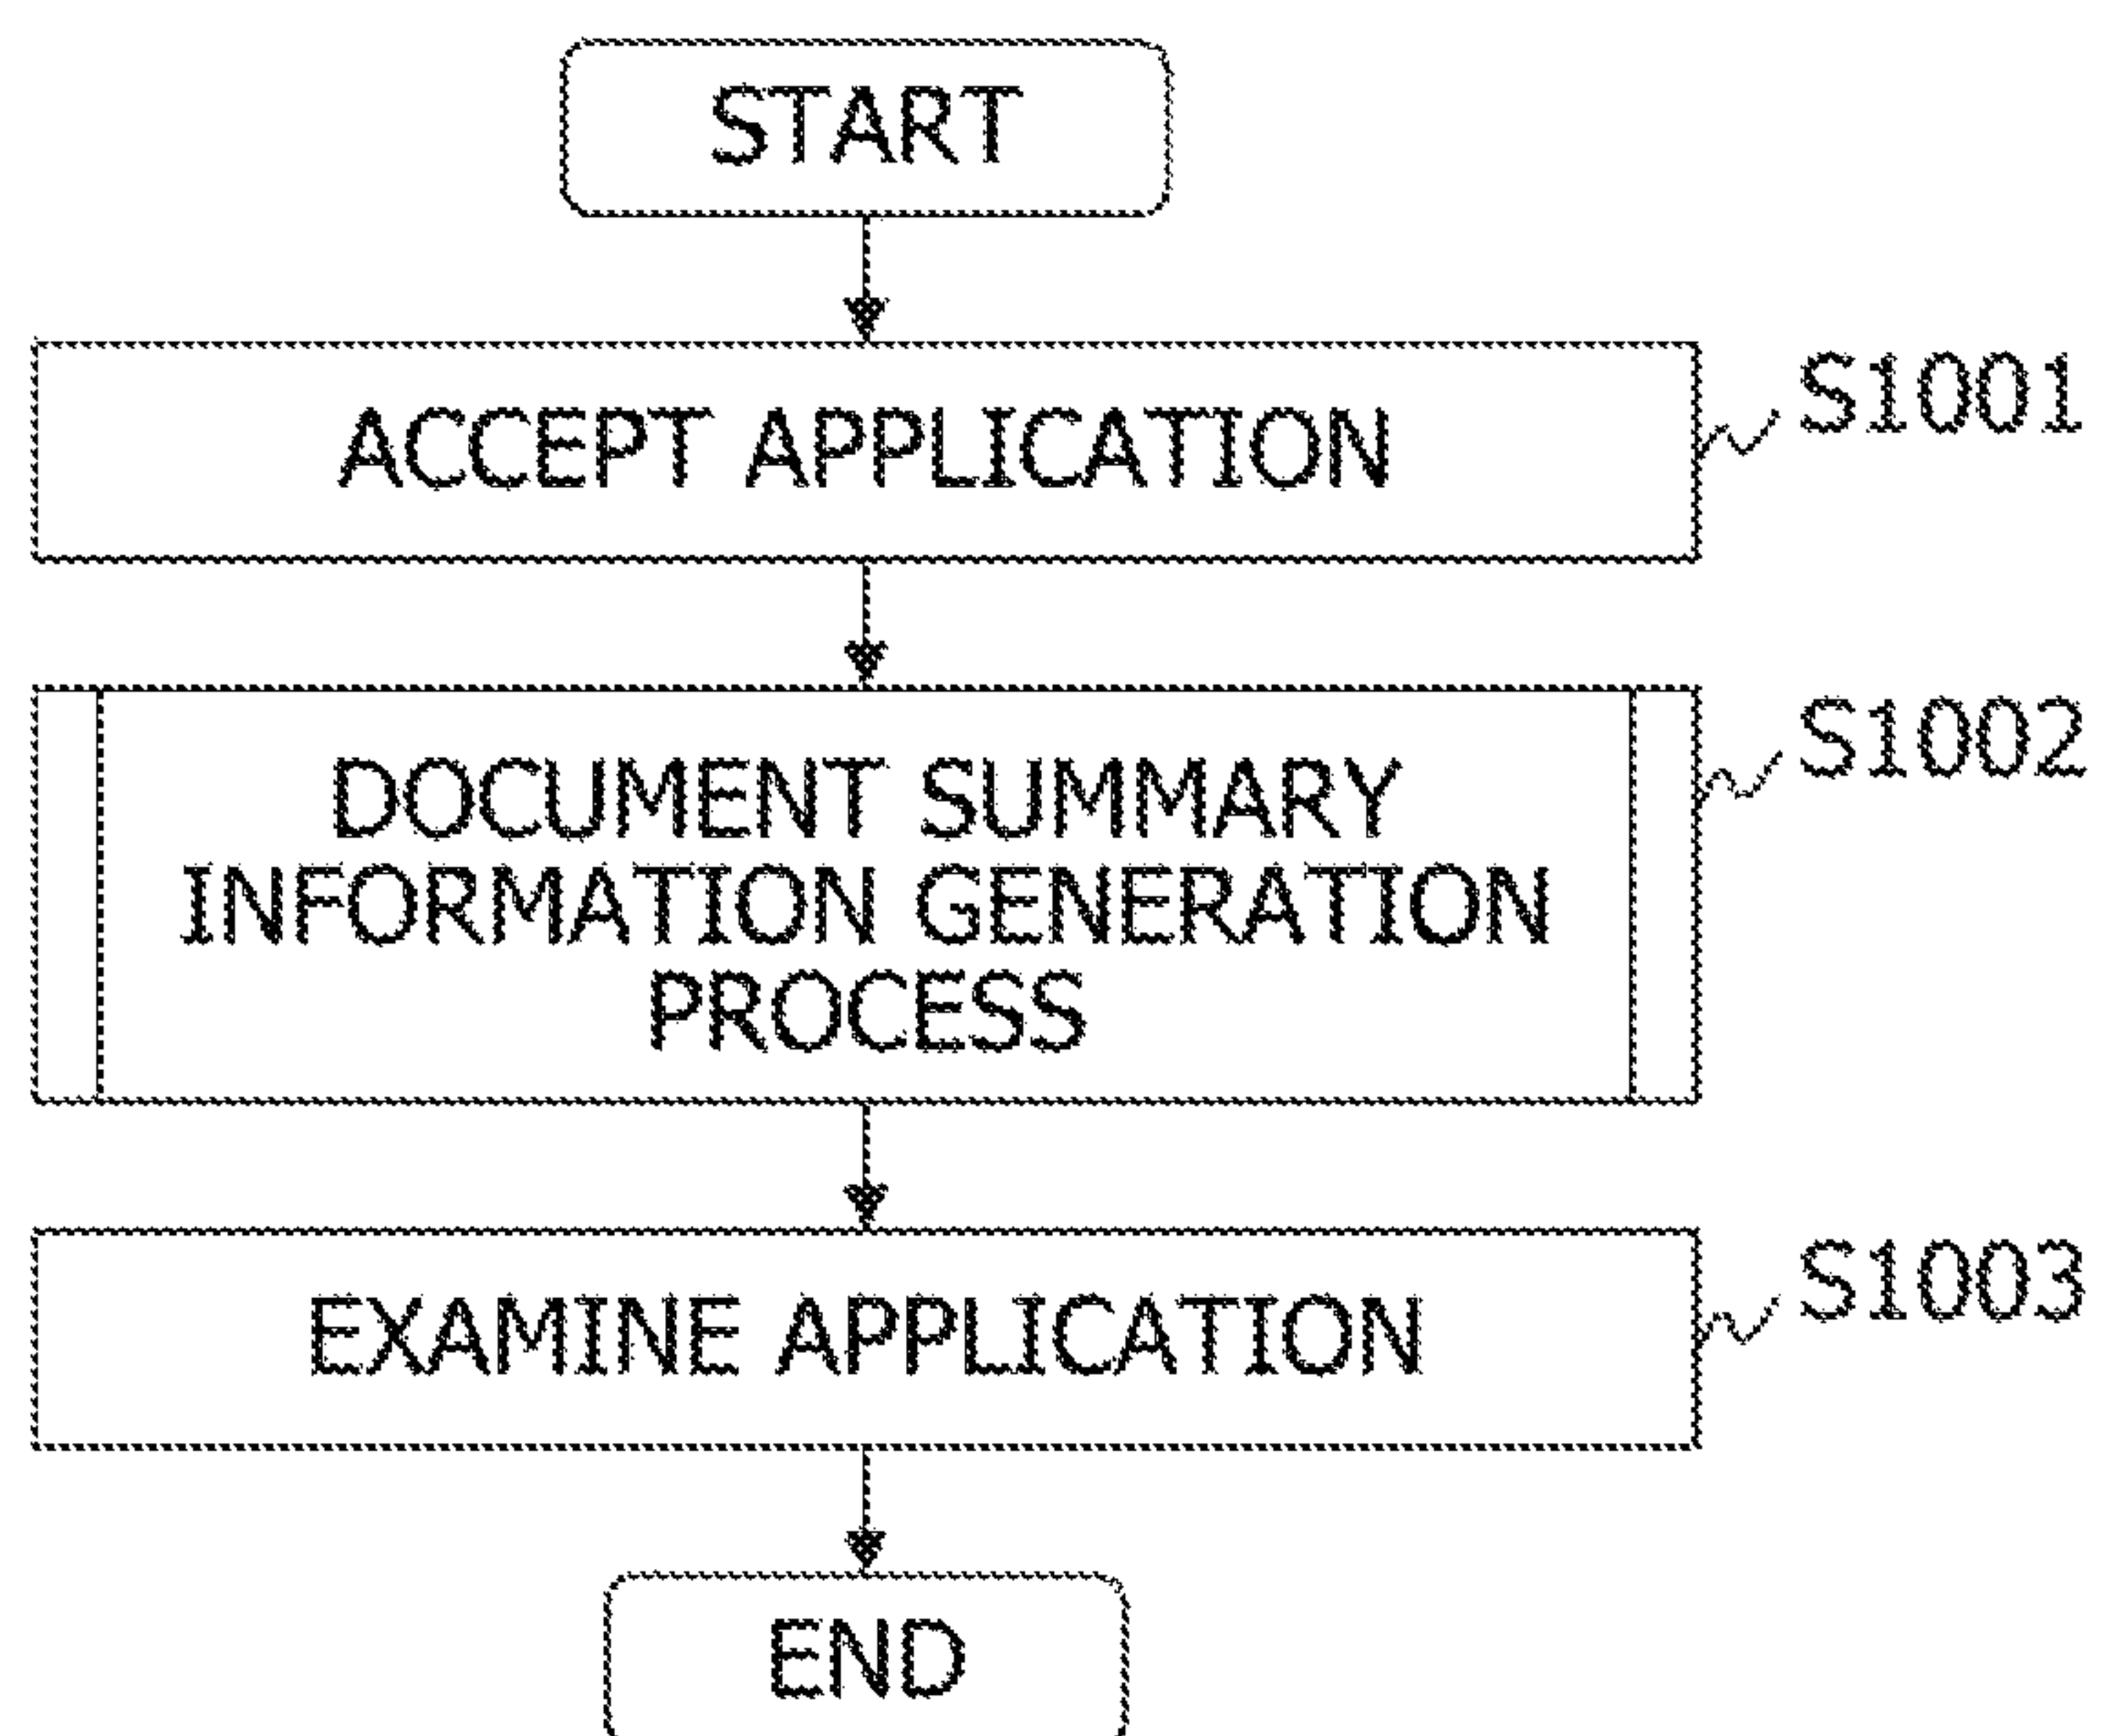 START
ACCEPT APPLICATION
S1001
DOCUMENT SUMMARY
INFORMATION GENERATION
PROCESS
S1002
EXAMINE APPLICATION
S1003
END